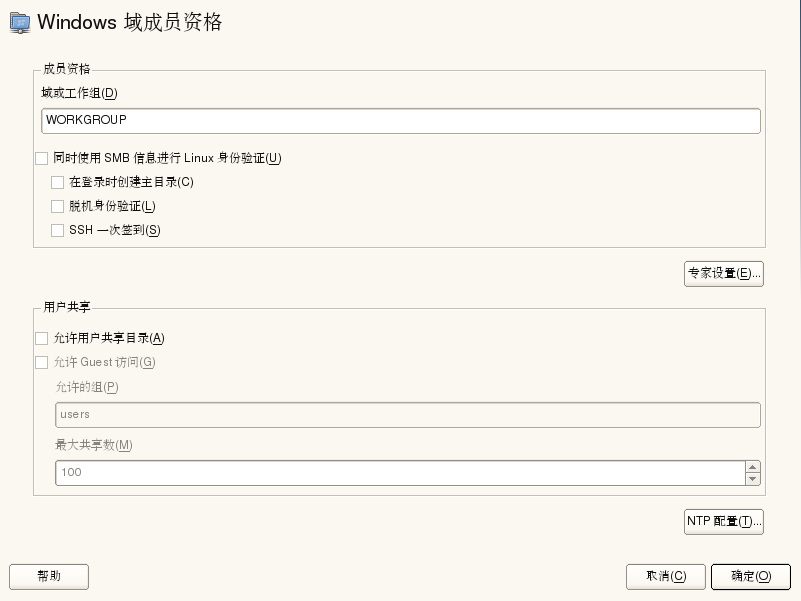 Windows 域成员资格
成员资格
域或工作组(D)
WORKGROUP
同时使用 SMB 信息进行 Linux 身份验证(U)
在登录时创建主目录(C)
脱机身份验证(L)
SSH 一次签到(S)
专家设置(E)...
用户共享
允许用户共享目录(A)
允许 Guest 访问(G)
允许的组(P)
users
最大共享数(M)
100
NTP 配置(T)...
帮助
取消(C)
确定(O)